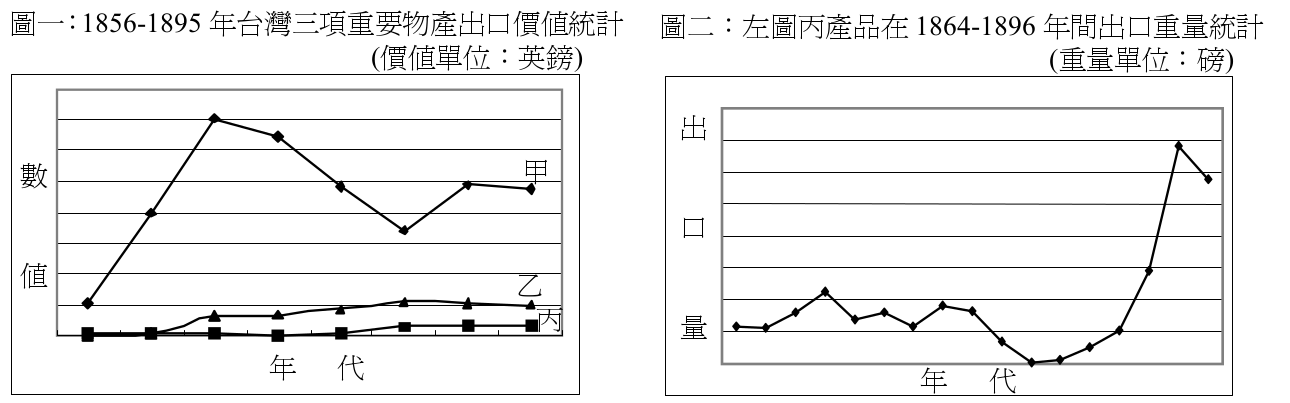 圖一：1856-1895 年台灣三項重要物產出口價值統計
(價值單位：英鎊)
數
值
甲
乙
丙
年 代
圖二：左圖丙產品在 1864-1896 年間出口重量統計
(重量單位：磅)
出
口
量
年 代